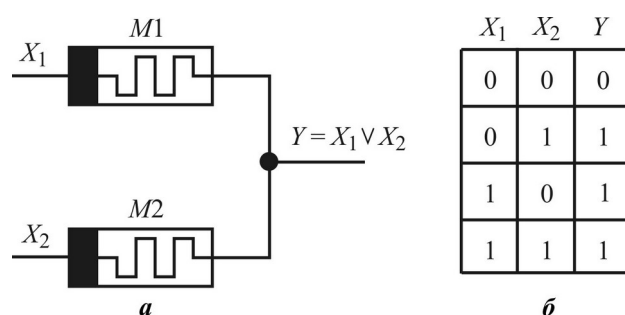 M1
X₁
Y = X₁ ∨ X₂
M2
X₂
а
X₁ X₂ Y
0 0 0
0 1 1
1 0 1
1 1 1
б